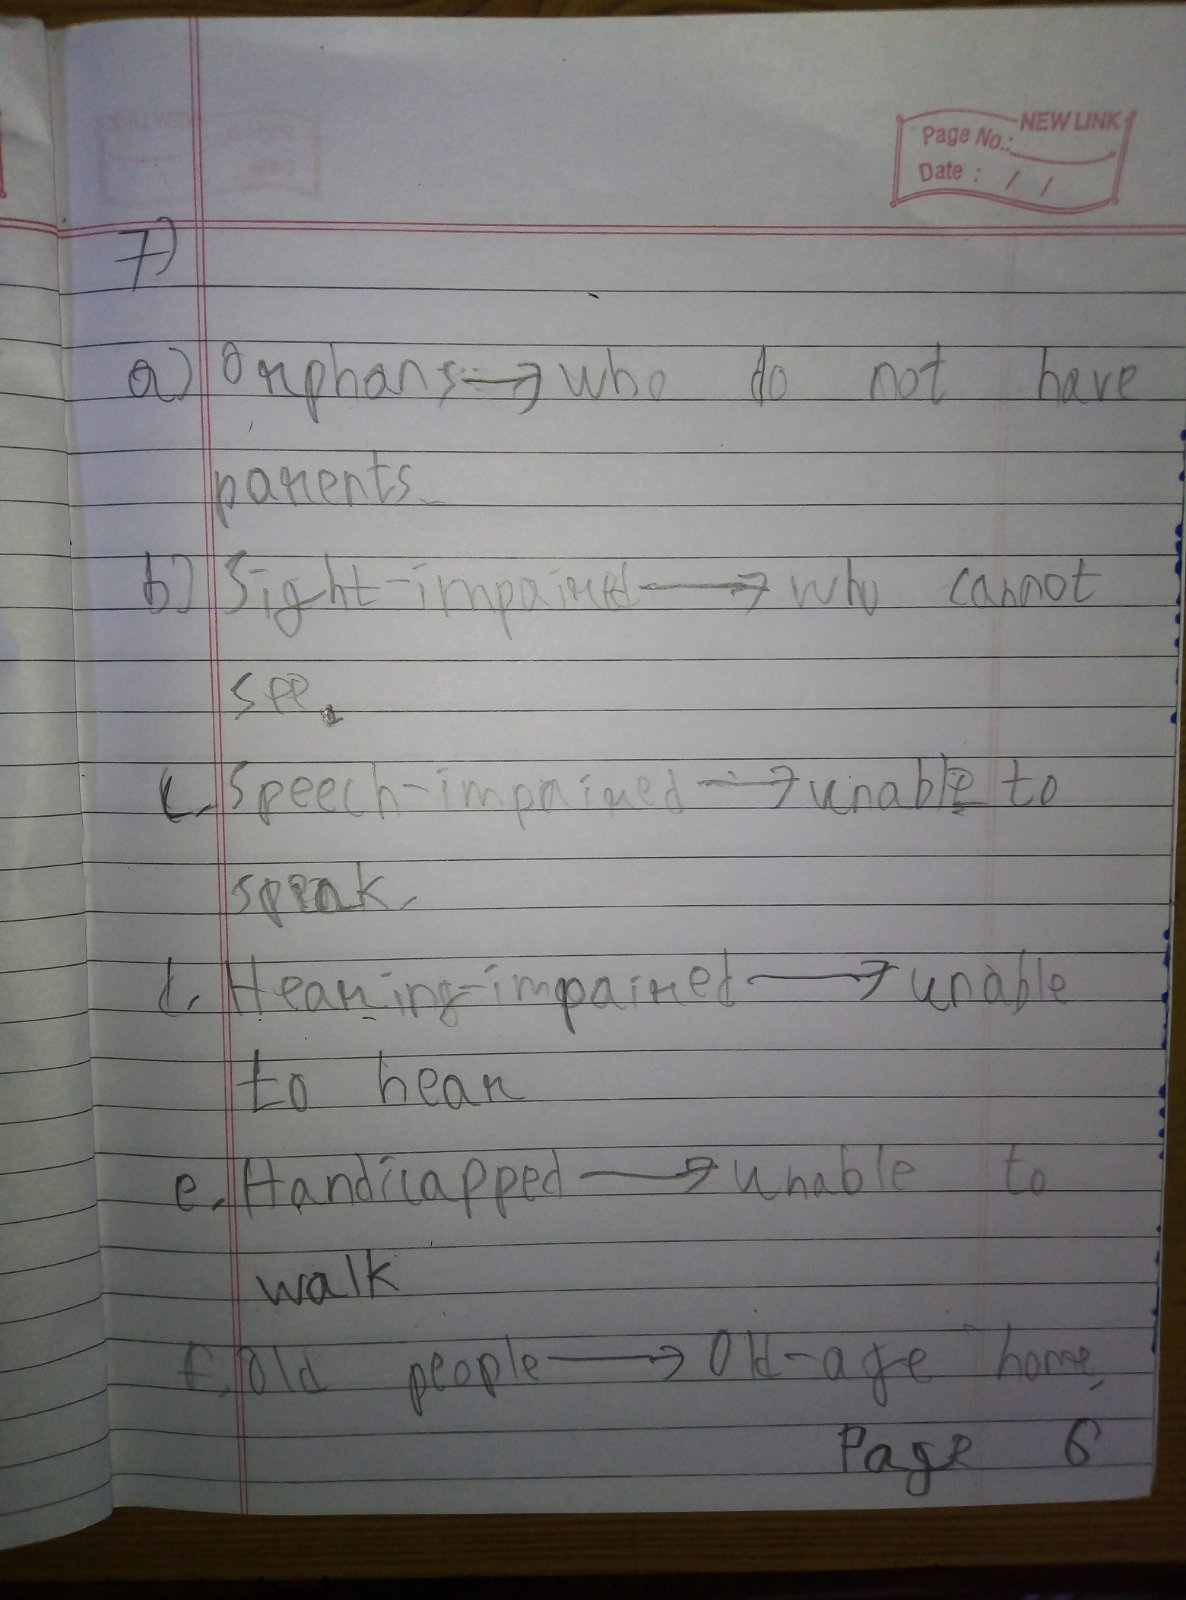 NEW LINK
Page No.:
Date : / /
7)
a) Orphans → who do not have
parents.
b) Sight-impaired → who cannot
see.
c. Speech-impaired → unable to
speak.
d. Hearing-impaired → unable
to hear
e. Handicapped → unable to
walk
f. Old people → Old-age home.
Page 6